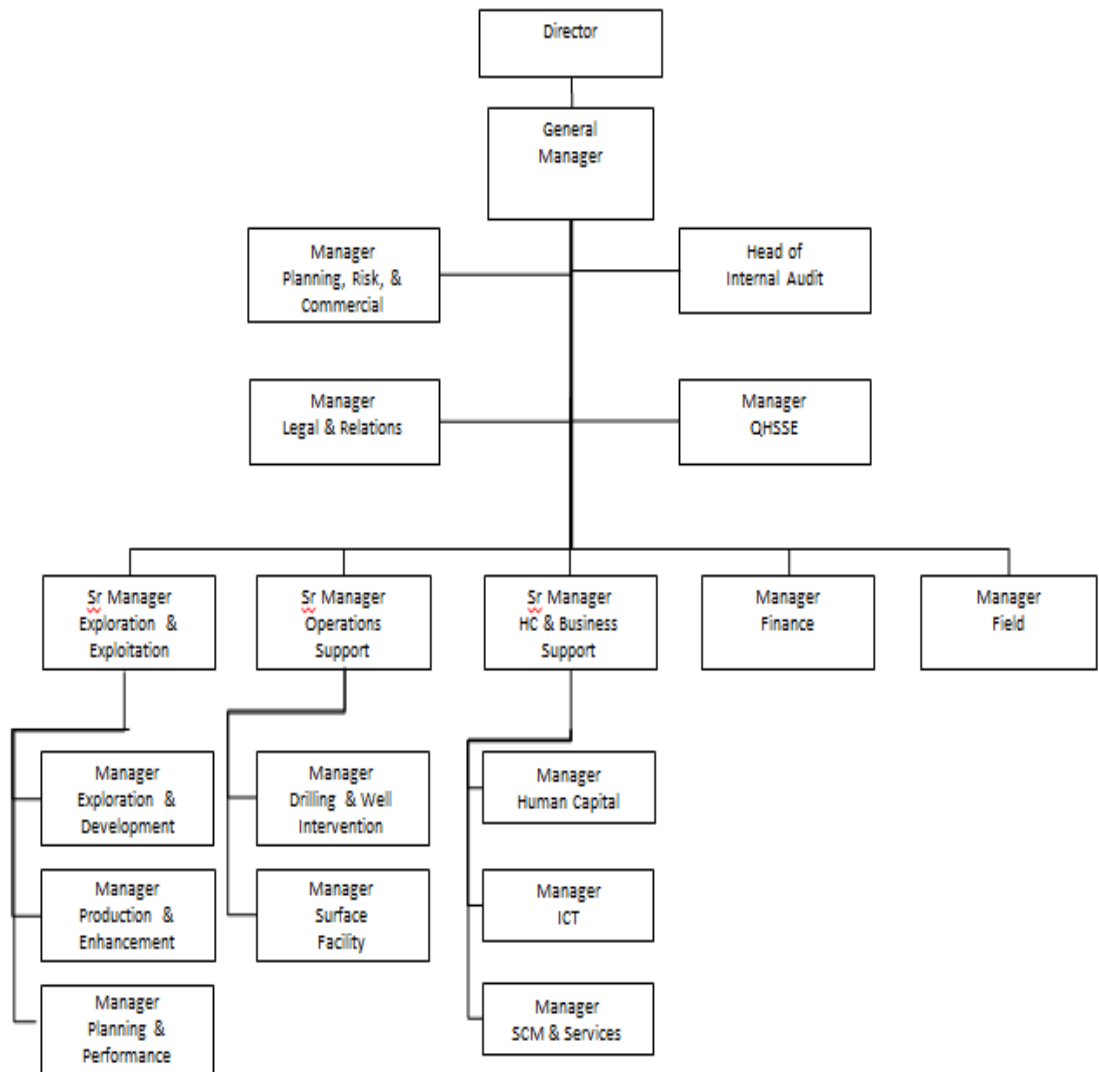 Director
General
Manager
Manager
Planning, Risk, &
Commercial
Head of
Internal Audit
Manager
Legal & Relations
Manager
QHSSE
Sr Manager
Exploration &
Exploitation
Sr Manager
Operations
Support
Sr Manager
HC & Business
Support
Manager
Finance
Manager
Field
Manager
Exploration &
Development
Manager
Drilling & Well
Intervention
Manager
Human Capital
Manager
Production &
Enhancement
Manager
Surface
Facility
Manager
ICT
Manager
Planning &
Performance
Manager
SCM & Services